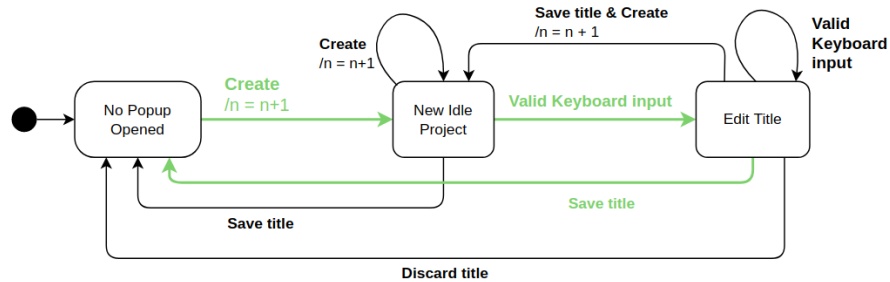 Save title & Create
/n = n + 1
Valid
Keyboard
input
Create
/n = n+1
Create
/n = n+1
No Popup
Opened
New Idle
Project
Valid Keyboard input
Edit Title
Save title
Save title
Discard title